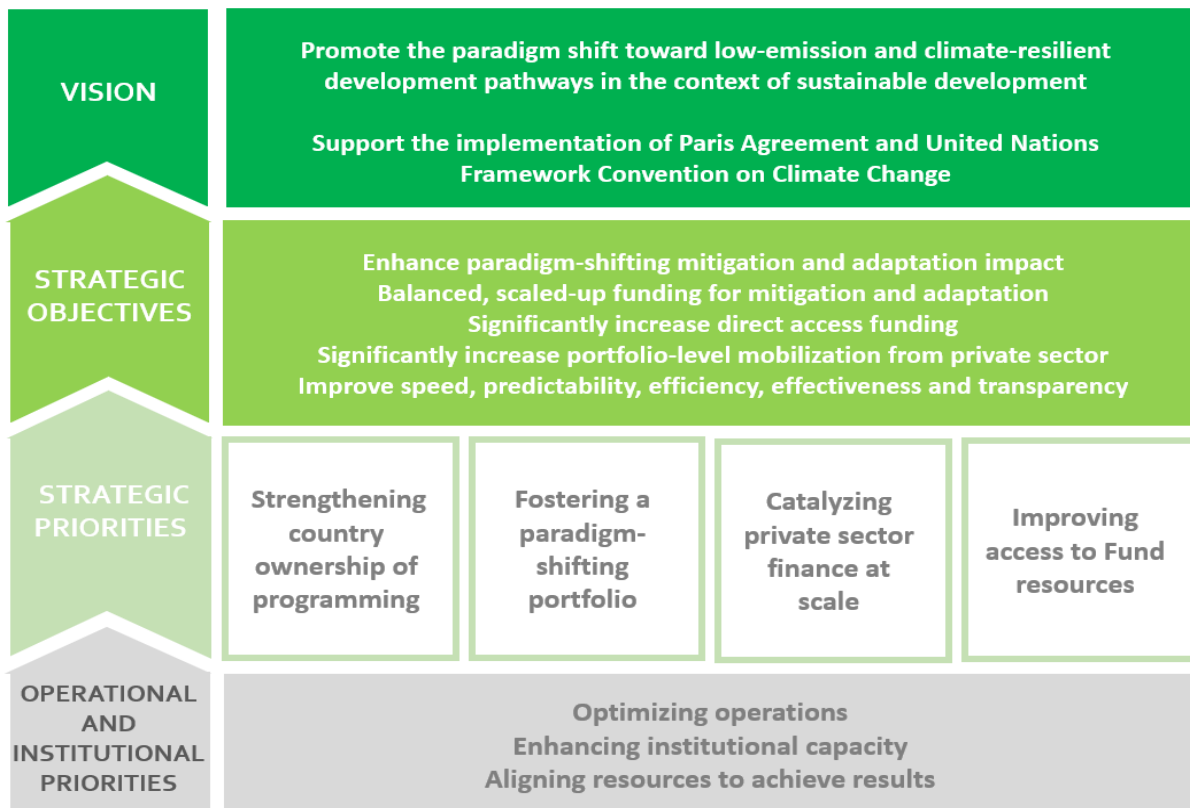 VISION
Promote the paradigm shift toward low-emission and climate-resilient
development pathways in the context of sustainable development
Support the implementation of Paris Agreement and United Nations
Framework Convention on Climate Change
STRATEGIC
OBJECTIVES
Enhance paradigm-shifting mitigation and adaptation impact
Balanced, scaled-up funding for mitigation and adaptation
Significantly increase direct access funding
Significantly increase portfolio-level mobilization from private sector
Improve speed, predictability, efficiency, effectiveness and transparency
STRATEGIC
PRIORITIES
Strengthening
country
ownership of
programming
Fostering a
paradigm-
shifting
portfolio
Catalyzing
private sector
finance at
scale
Improving
access to Fund
resources
OPERATIONAL
AND
INSTITUTIONAL
PRIORITIES
Optimizing operations
Enhancing institutional capacity
Aligning resources to achieve results